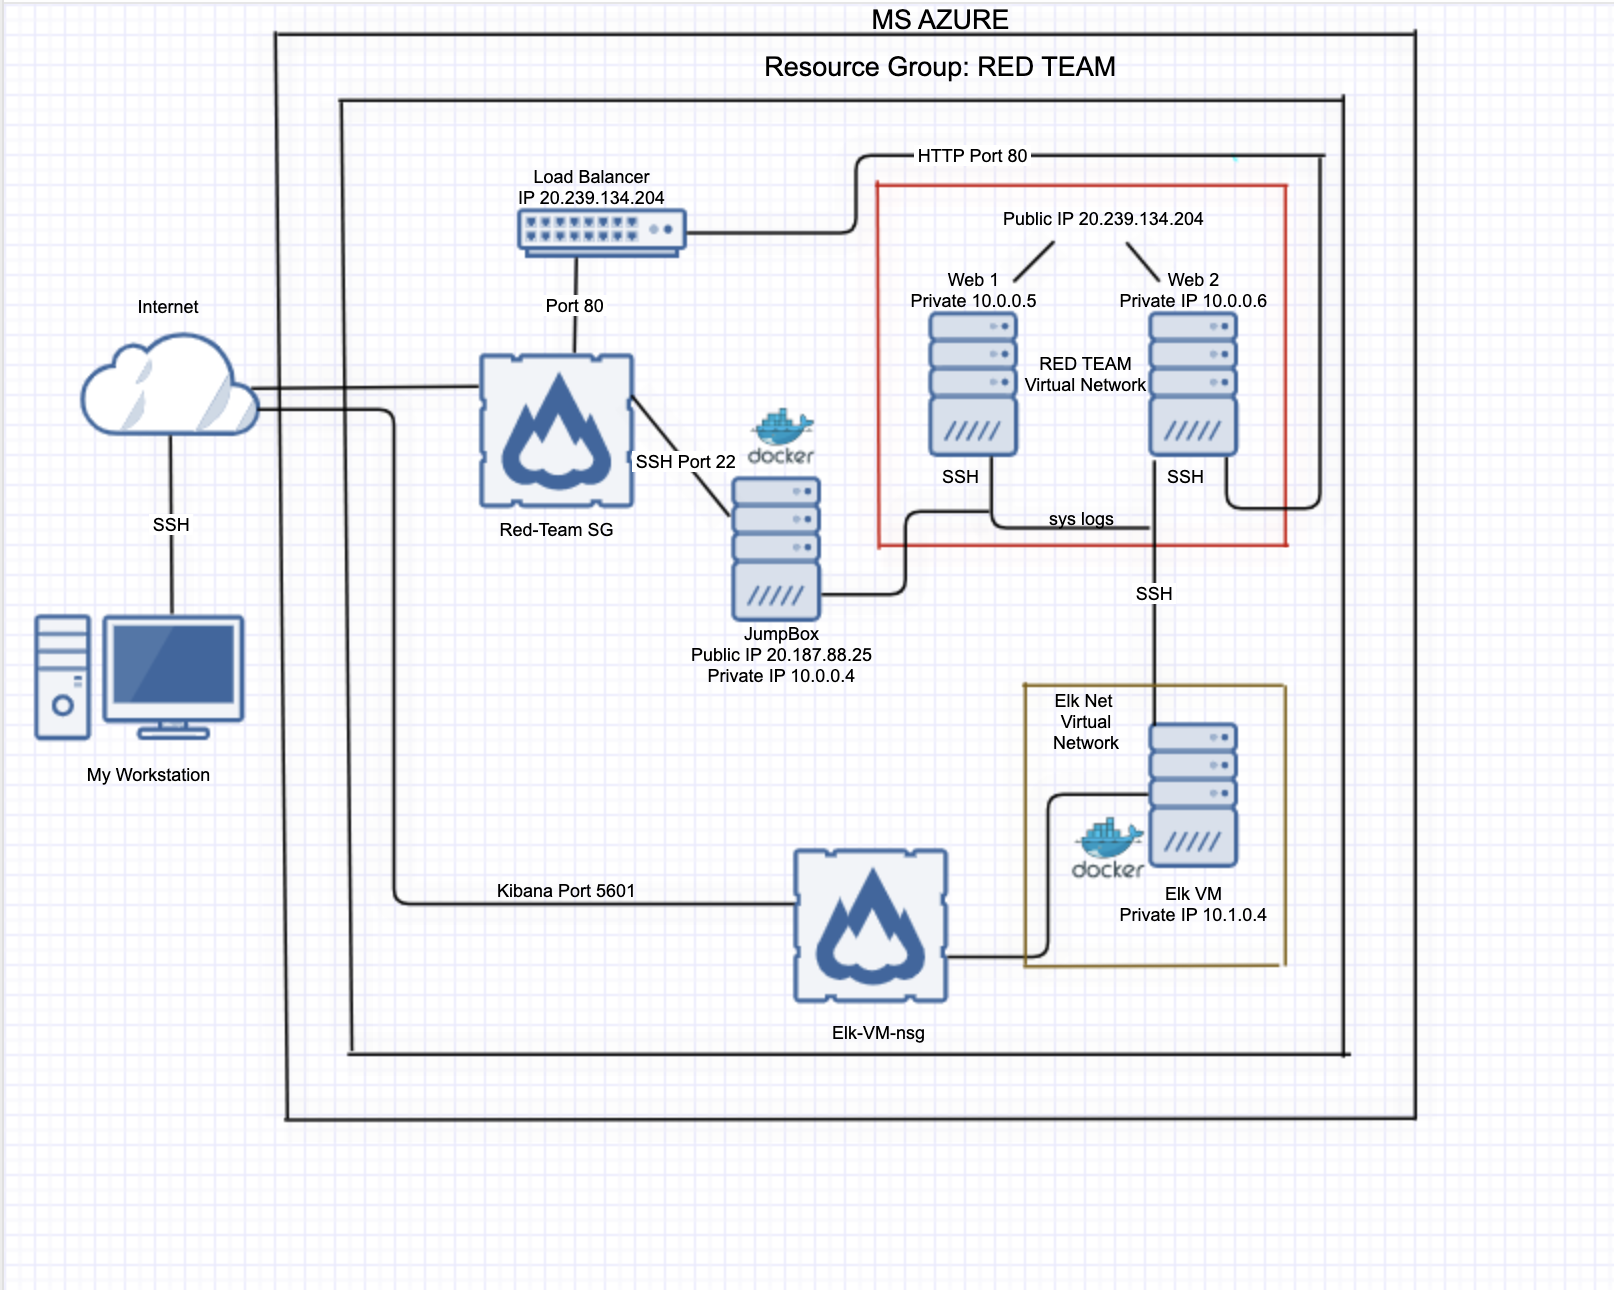 MS AZURE
Resource Group: RED TEAM
HTTP Port 80
Load Balancer
IP 20.239.134.204
Public IP 20.239.134.204
Port 80
Internet
Web 1
Private 10.0.0.5
Web 2
Private IP 10.0.0.6
RED TEAM
Virtual Network
docker
SSH Port 22
SSH
SSH
Red-Team SG
sys logs
SSH
SSH
JumpBox
Public IP 20.187.88.25
Private IP 10.0.0.4
Elk Net
Virtual
Network
My Workstation
docker
Kibana Port 5601
Elk VM
Private IP 10.1.0.4
Elk-VM-nsg